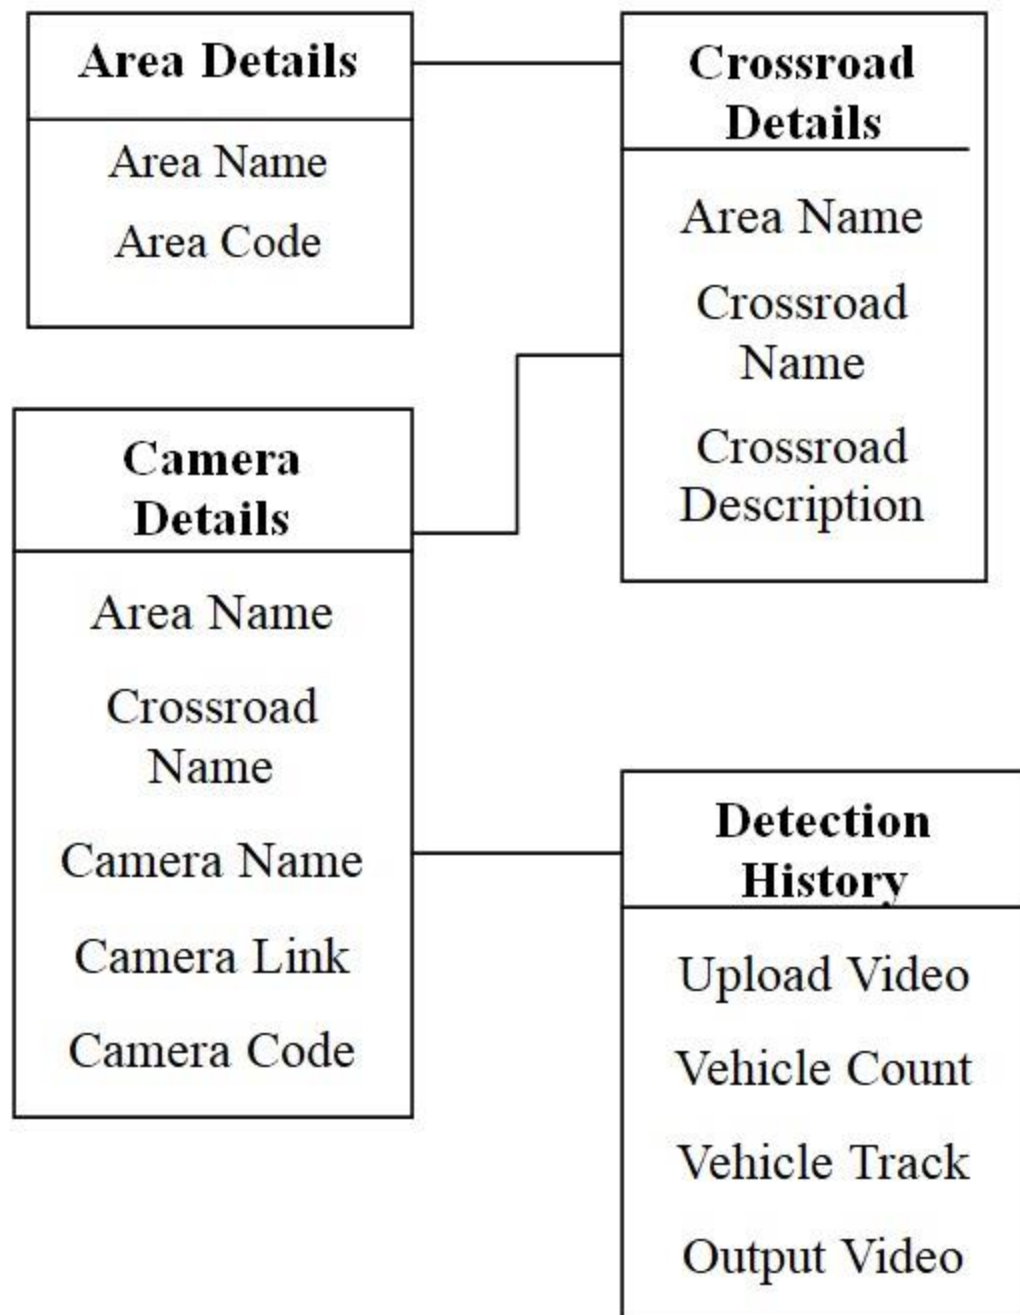 Area Details
Area Name
Area Code
Crossroad
Details
Area Name
Crossroad
Name
Crossroad
Description
Camera
Details
Area Name
Crossroad
Name
Camera Name
Camera Link
Camera Code
Detection
History
Upload Video
Vehicle Count
Vehicle Track
Output Video